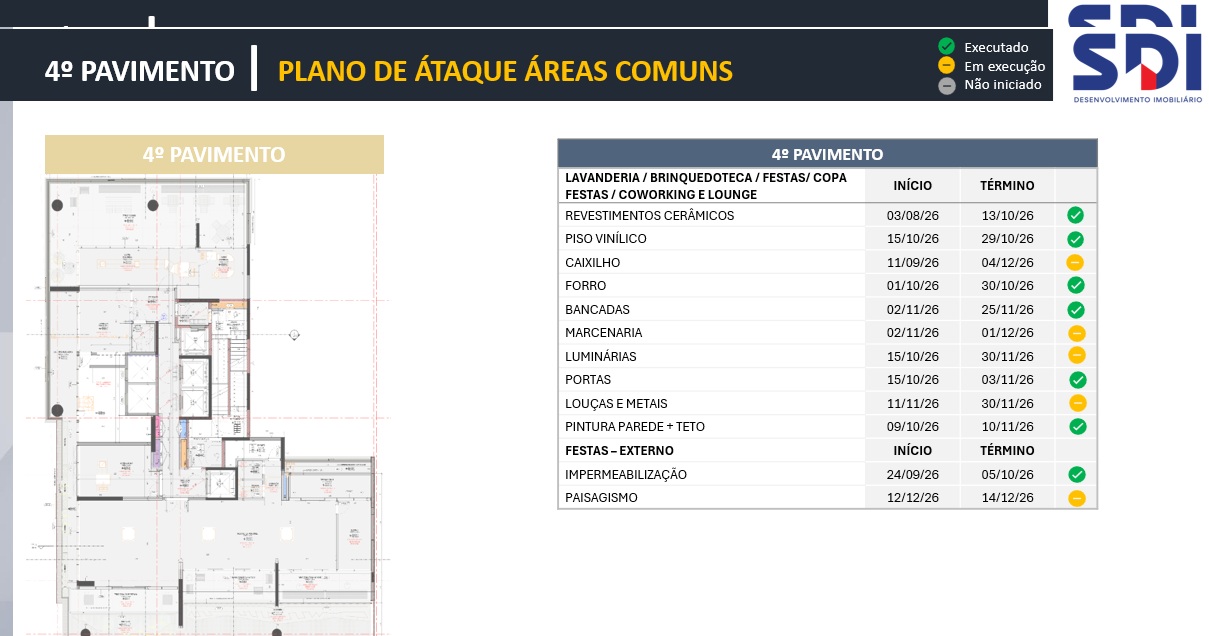 4º PAVIMENTO
PLANO DE ÁTAQUE ÁREAS COMUNS
Executado
Em execução
Não iniciado
SDI
DESENVOLVIMENTO IMOBILIÁRIO
4º PAVIMENTO
4º PAVIMENTO
LAVANDERIA / BRINQUEDOTECA / FESTAS/ COPA
FESTAS / COWORKING E LOUNGE INÍCIO TÉRMINO
REVESTIMENTOS CERÂMICOS 03/08/26 13/10/26
PISO VINÍLICO 15/10/26 29/10/26
CAIXILHO 11/09/26 04/12/26
FORRO 01/10/26 30/10/26
BANCADAS 02/11/26 25/11/26
MARCENARIA 02/11/26 01/12/26
LUMINÁRIAS 15/10/26 30/11/26
PORTAS 15/10/26 03/11/26
LOUÇAS E METAIS 11/11/26 30/11/26
PINTURA PAREDE + TETO 09/10/26 10/11/26
FESTAS – EXTERNO INÍCIO TÉRMINO
IMPERMEABILIZAÇÃO 24/09/26 05/10/26
PAISAGISMO 12/12/26 14/12/26